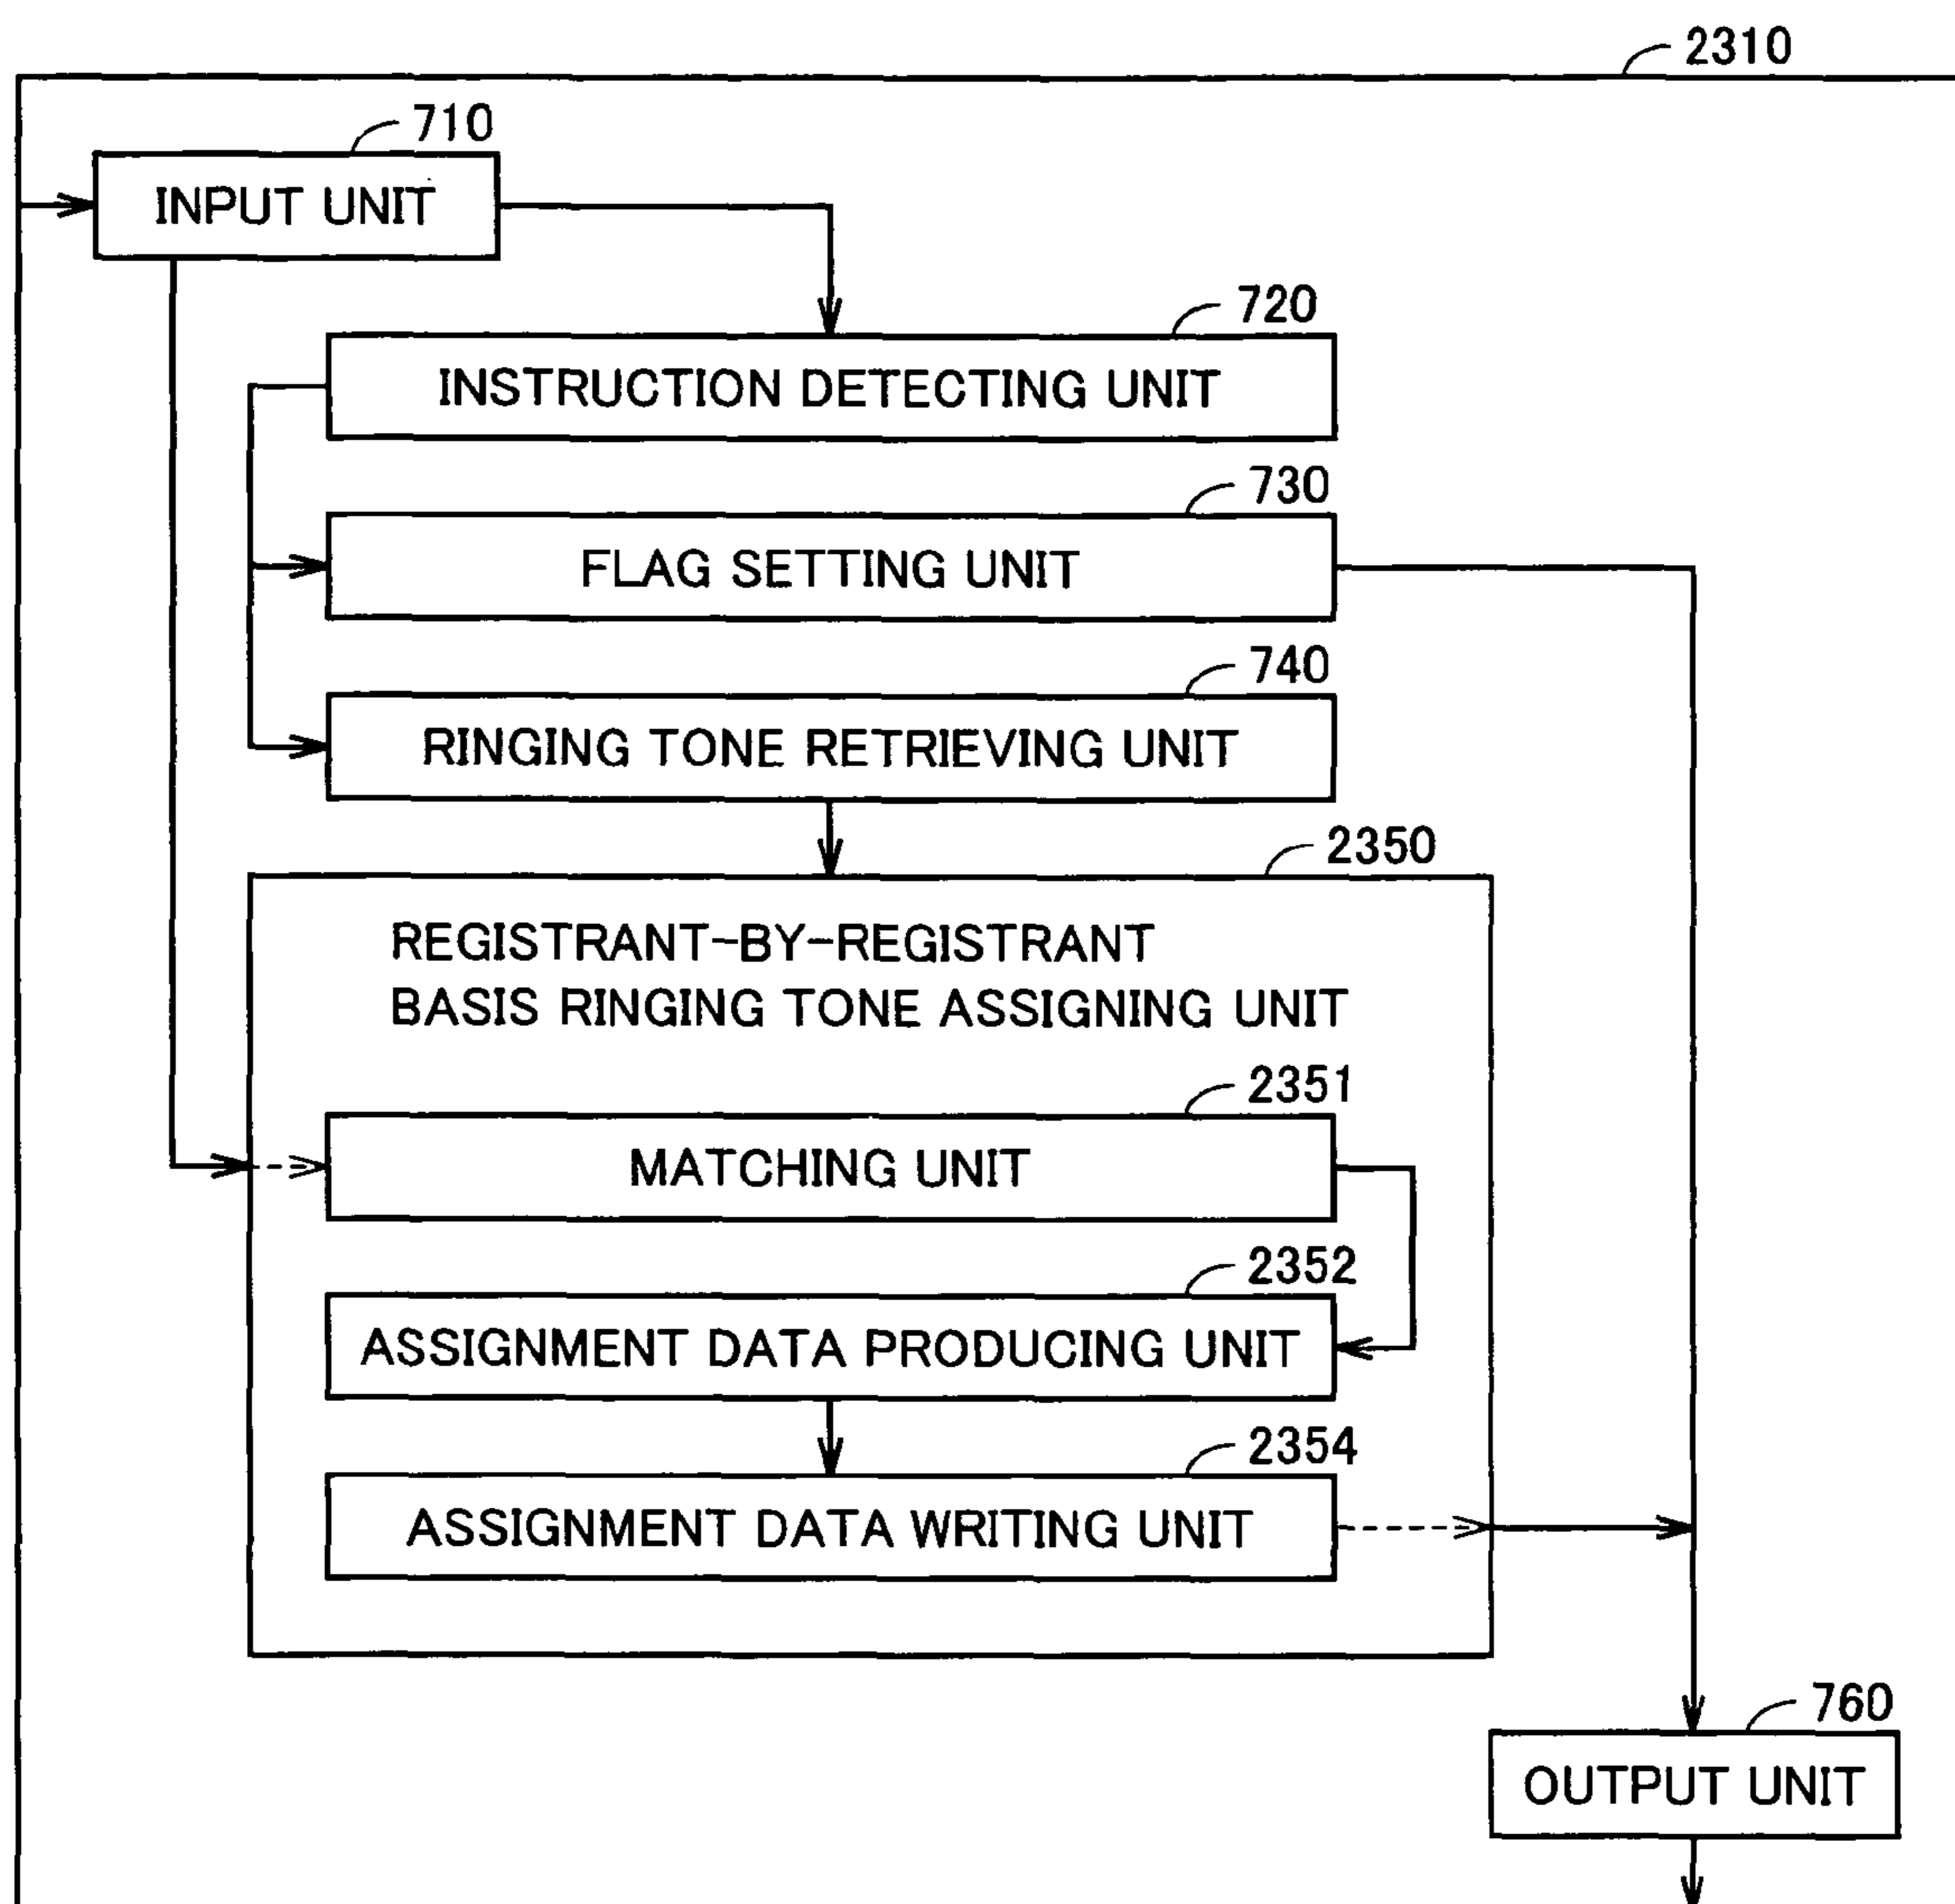 2310
710
INPUT UNIT
720
INSTRUCTION DETECTING UNIT
730
FLAG SETTING UNIT
740
RINGING TONE RETRIEVING UNIT
2350
REGISTRANT-BY-REGISTRANT
BASIS RINGING TONE ASSIGNING UNIT
2351
MATCHING UNIT
2352
ASSIGNMENT DATA PRODUCING UNIT
2354
ASSIGNMENT DATA WRITING UNIT
760
OUTPUT UNIT